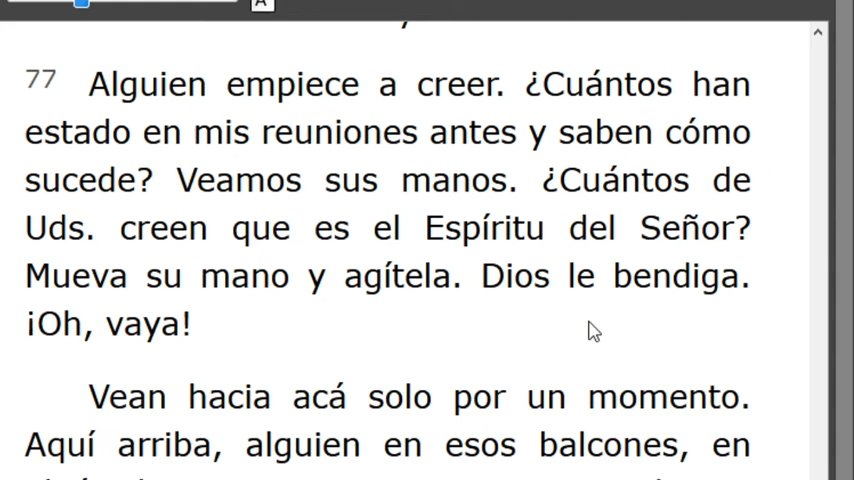 A
77 Alguien empiece a creer. ¿Cuántos han
estado en mis reuniones antes y saben cómo
sucede? Veamos sus manos. ¿Cuántos de
Uds. creen que es el Espíritu del Señor?
Mueva su mano y agítela. Dios le bendiga.
¡Oh, vaya!
Vean hacia acá solo por un momento.
Aquí arriba, alguien en esos balcones, en